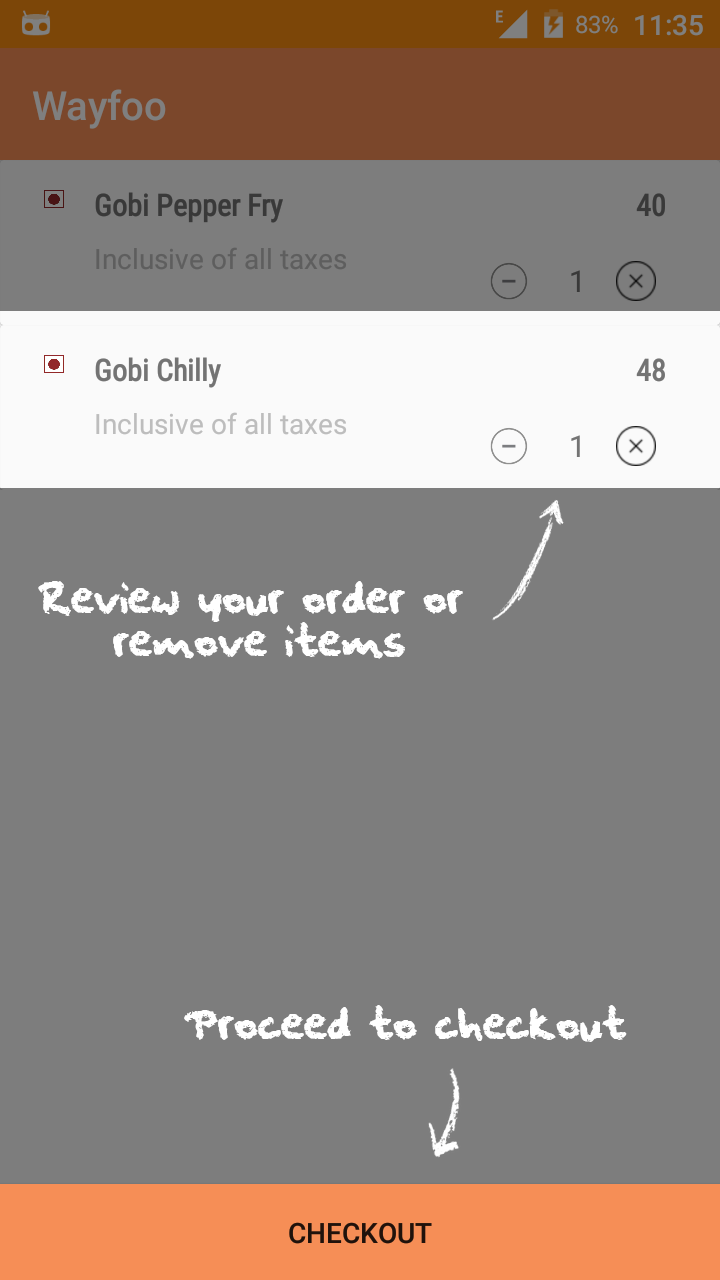 E 83% 11:35
Wayfoo
Gobi Pepper Fry 40
Inclusive of all taxes
1
Gobi Chilly 48
Inclusive of all taxes
1
Review your order or
remove items
Proceed to checkout
CHECKOUT